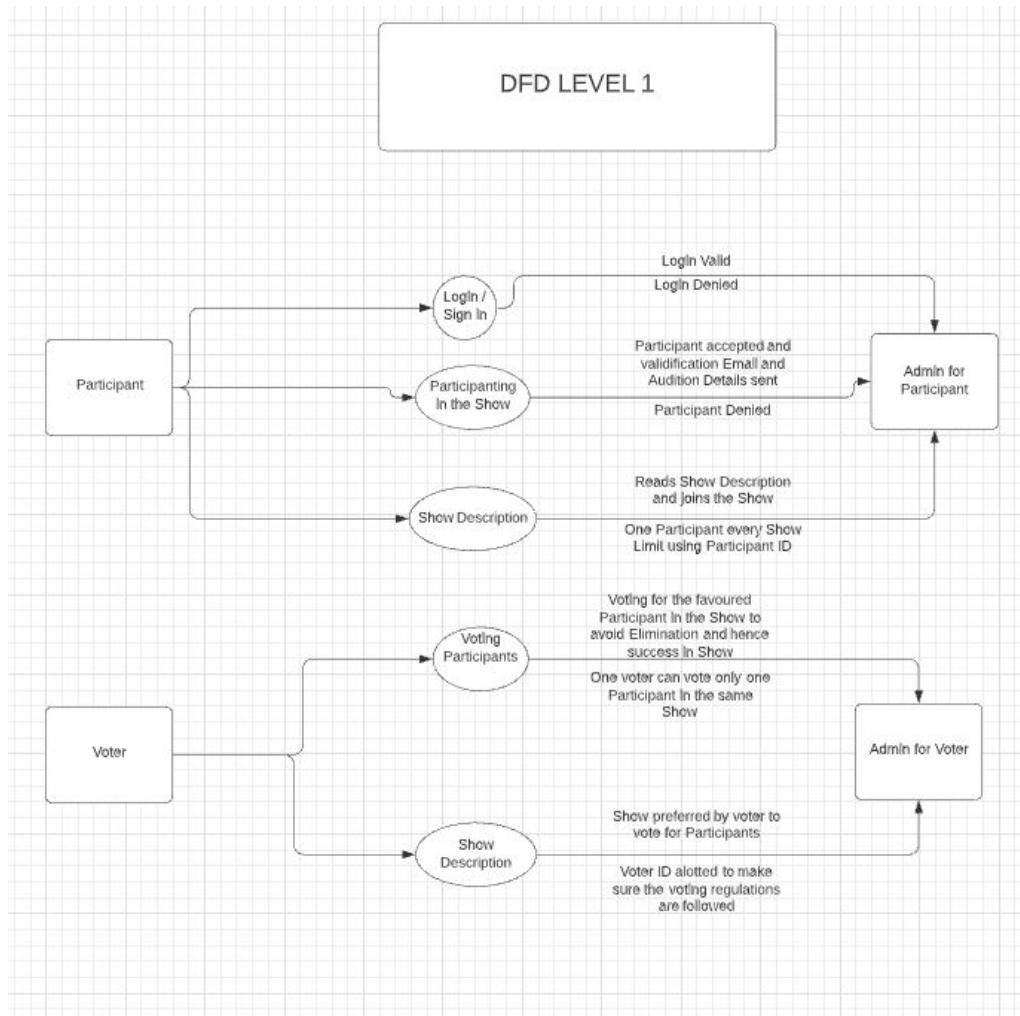 DFD LEVEL 1
Login Valid
Login Denied
Login /
Sign In
Participant accepted and
validification Email and
Audition Details sent
Participant
Participanting
In the Show
Admin for
Participant
Participant Denied
Reads Show Description
and joins the Show
Show Description
One Participant every Show
Limit using Participant ID
Voting for the favoured
Participant In the Show to
avoid Elimination and hence
success In Show
Voting
Participants
One voter can vote only one
Participant In the same
Show
Voter
Admin for Voter
Show preferred by voter to
vote for Participants
Show
Description
Voter ID alotted to make
sure the voting regulations
are followed